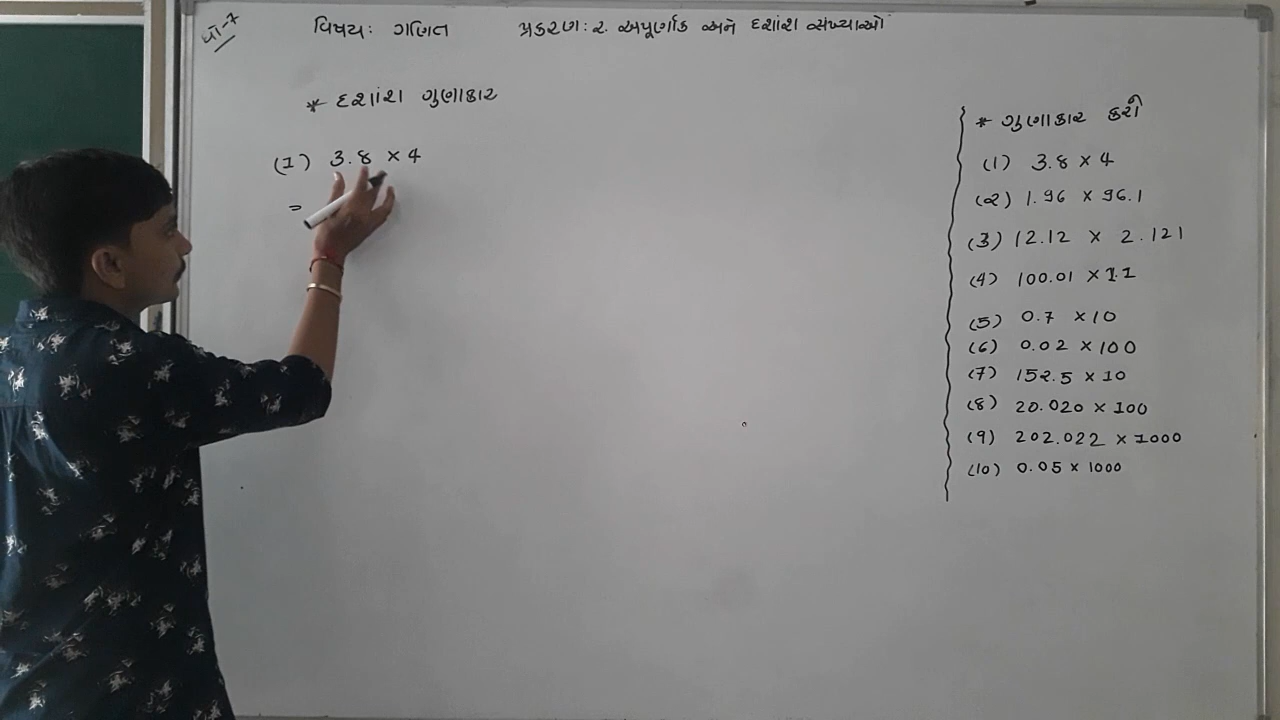 ધો-૭
વિષય: ગણિત પ્રકરણ: ૨. અપૂર્ણાંક અને દશાંશ સંખ્યાઓ
* દશાંશ ગુણાકાર
(1) 3.8 × 4
=
* ગુણાકાર કરો
(1) 3.8 × 4
(૨) 1.96 × 96.1
(3) 12.12 × 2.121
(4) 100.01 × 1.1
(5) 0.7 × 10
(6) 0.02 × 100
(7) 152.5 × 10
(8) 20.020 × 100
(9) 202.022 × 1000
(10) 0.05 × 1000